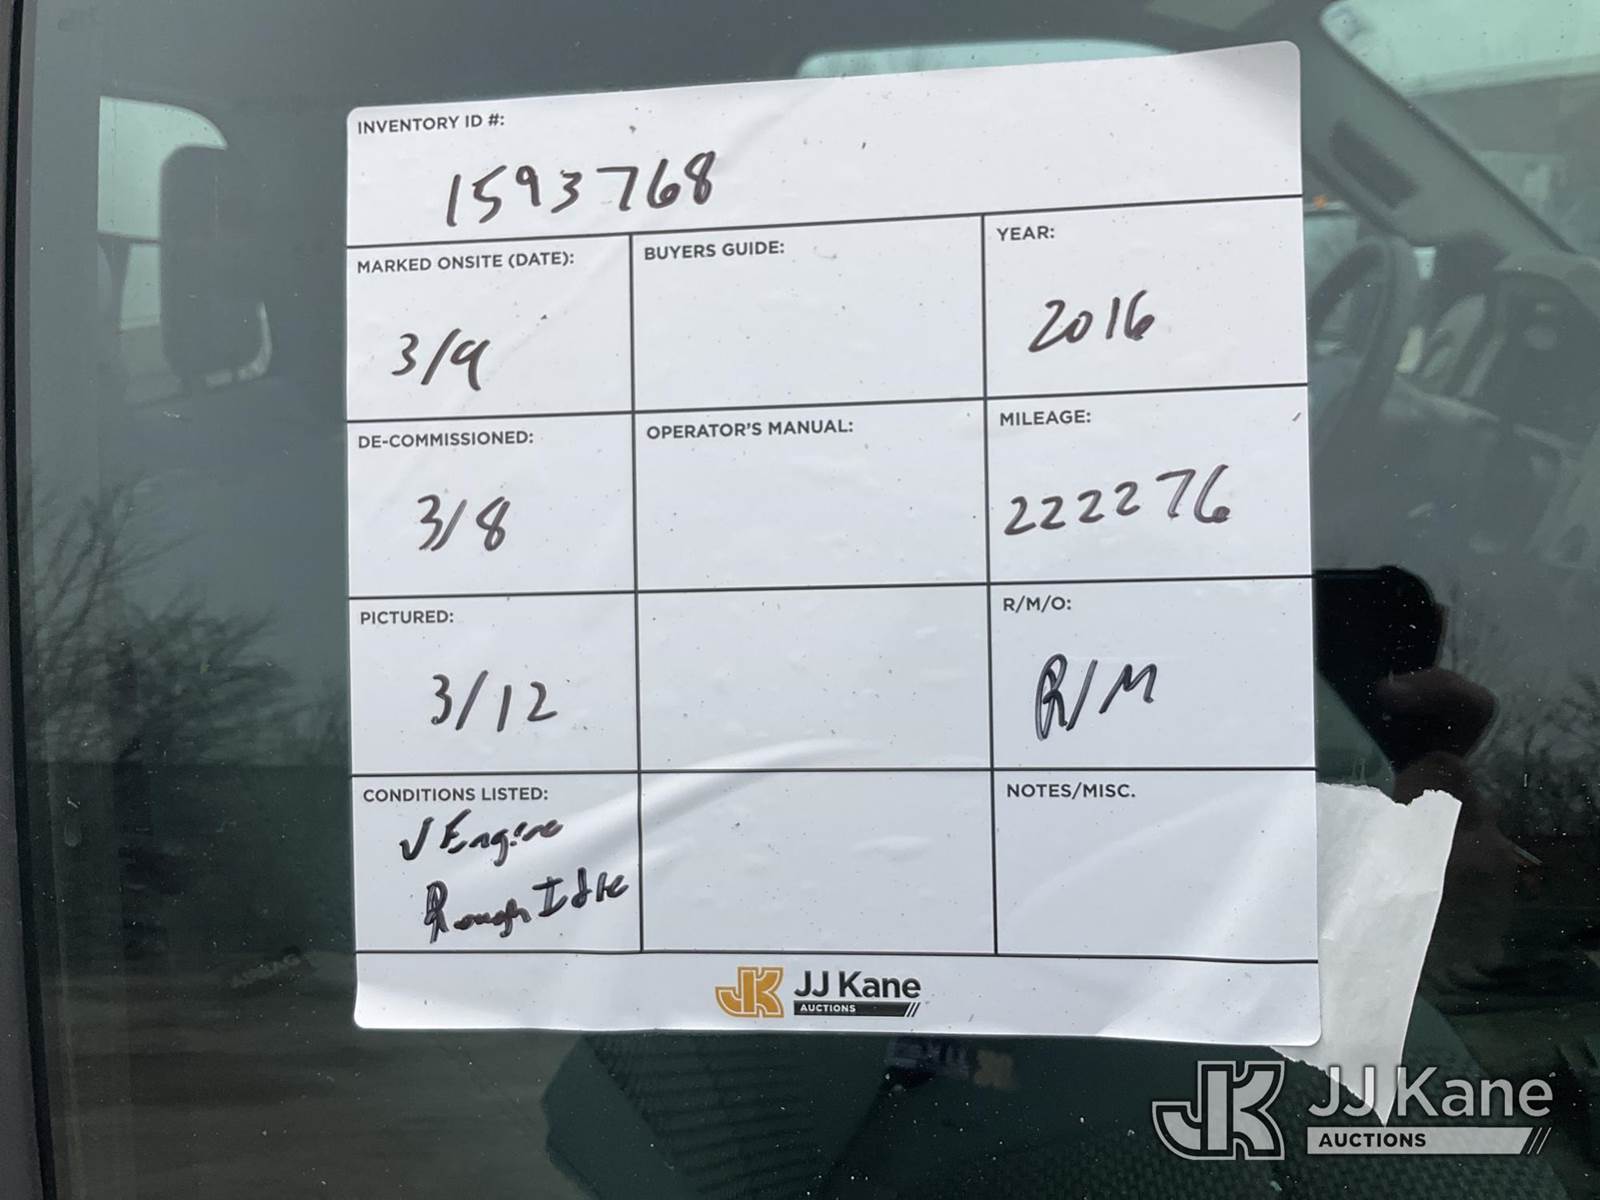 INVENTORY ID #:
1593768
MARKED ONSITE (DATE):
3/9
BUYERS GUIDE:
YEAR:
2016
DE-COMMISSIONED:
3/8
OPERATOR'S MANUAL:
MILEAGE:
222276
PICTURED:
3/12
R/M/O:
R/M
CONDITIONS LISTED:
√ Engine
Rough Idle
NOTES/MISC.
JK JJ Kane
AUCTIONS
JK JJ Kane
AUCTIONS